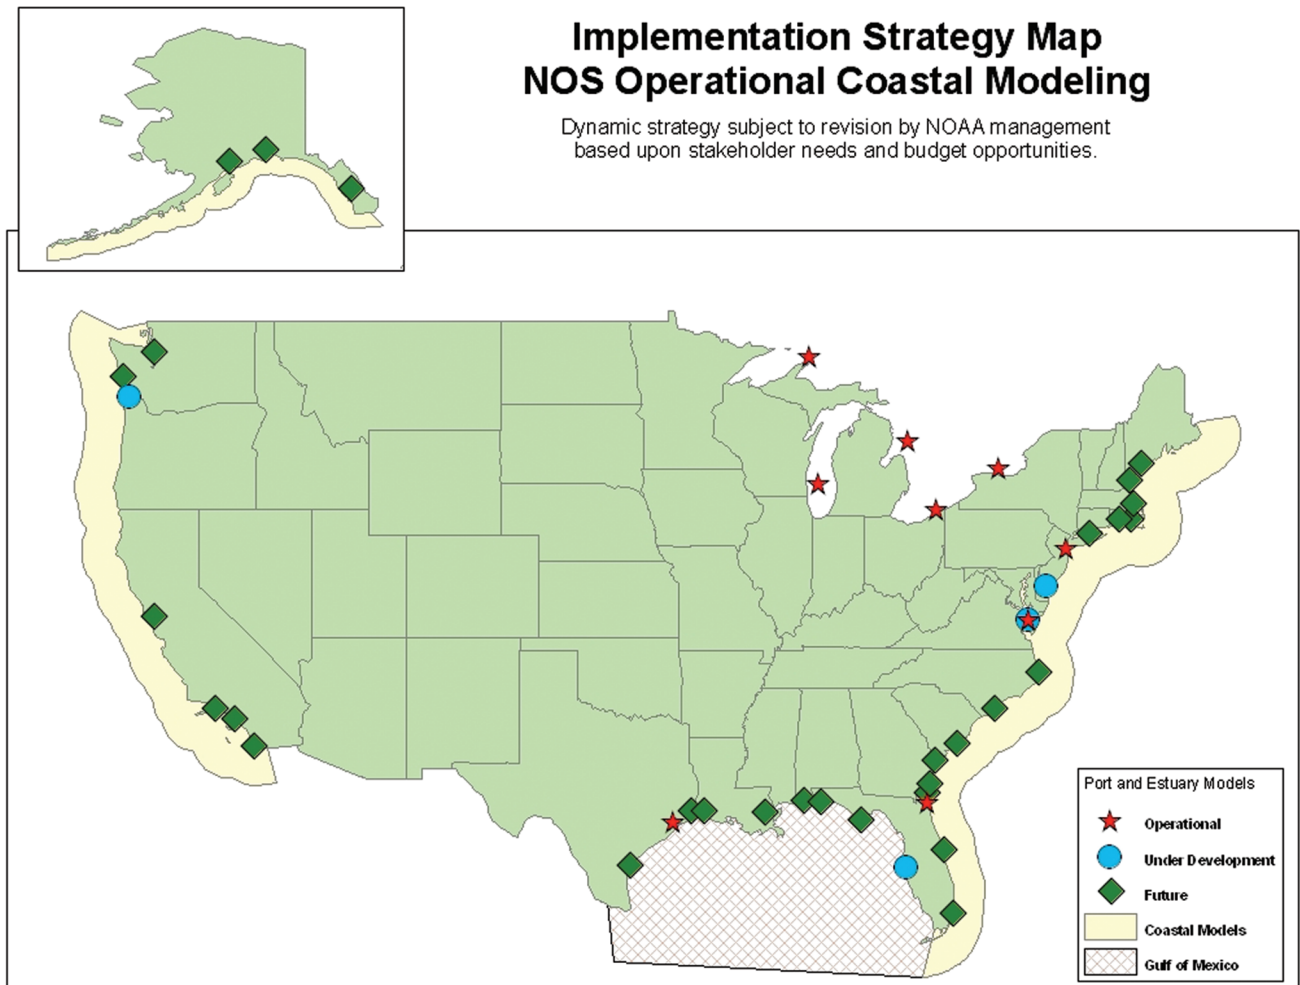 Implementation Strategy Map
NOS Operational Coastal Modeling
Dynamic strategy subject to revision by NOAA management
based upon stakeholder needs and budget opportunities.
Port and Estuary Models
Operational
Under Development
Future
Coastal Models
Gulf of Mexico